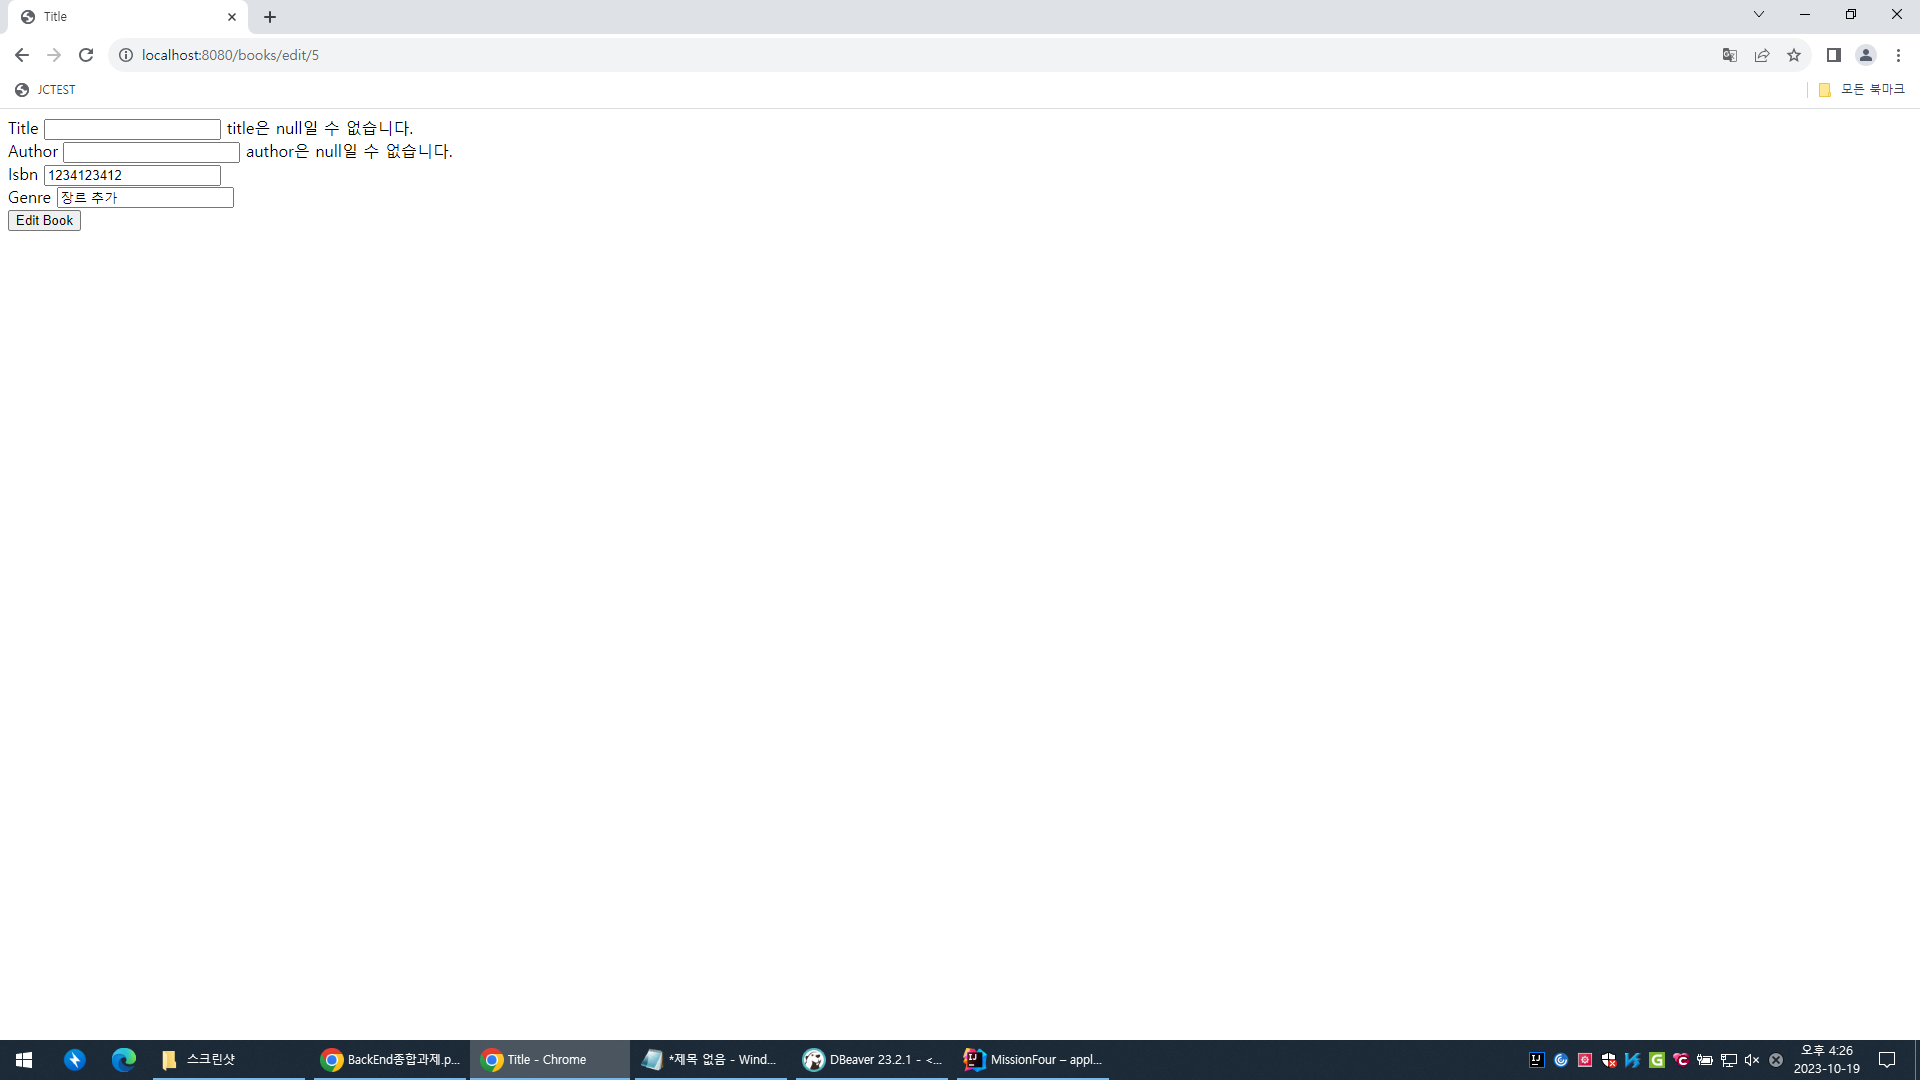 Title
localhost:8080/books/edit/5
JCTEST
모든 북마크
Title title은 null일 수 없습니다.
Author author은 null일 수 없습니다.
Isbn 1234123412
Genre 장르 추가
Edit Book
스크린샷
BackEnd종합과제.p...
Title - Chrome
*제목 없음 - Wind...
DBeaver 23.2.1 - <...
MissionFour – appl...
오후 4:26
2023-10-19